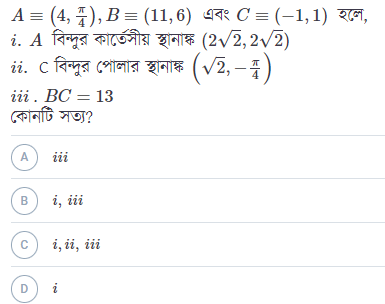 A ≡ (4, π/4), B ≡ (11, 6) এবং C ≡ (−1, 1) হলে,
i. A বিন্দুর কার্তেসীয় স্থানাঙ্ক (2√2, 2√2)
ii. C বিন্দুর পোলার স্থানাঙ্ক (√2, −π/4)
iii . BC = 13
কোনটি সত্য?
A iii
B i, iii
C i, ii, iii
D i